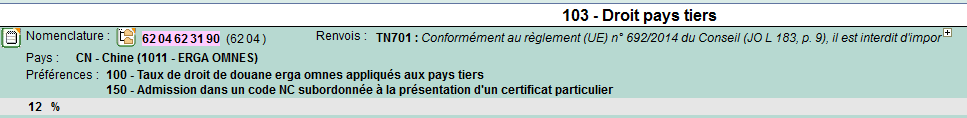 103 - Droit pays tiers
Nomenclature : 62 04 62 31 90 (62 04 ) Renvois : TN701 : Conformément au règlement (UE) n° 692/2014 du Conseil (JO L 183, p. 9), il est interdit d'impor
Pays : CN - Chine (1011 - ERGA OMNES)
Préférences : 100 - Taux de droit de douane erga omnes appliqués aux pays tiers
150 - Admission dans un code NC subordonnée à la présentation d'un certificat particulier
12 %